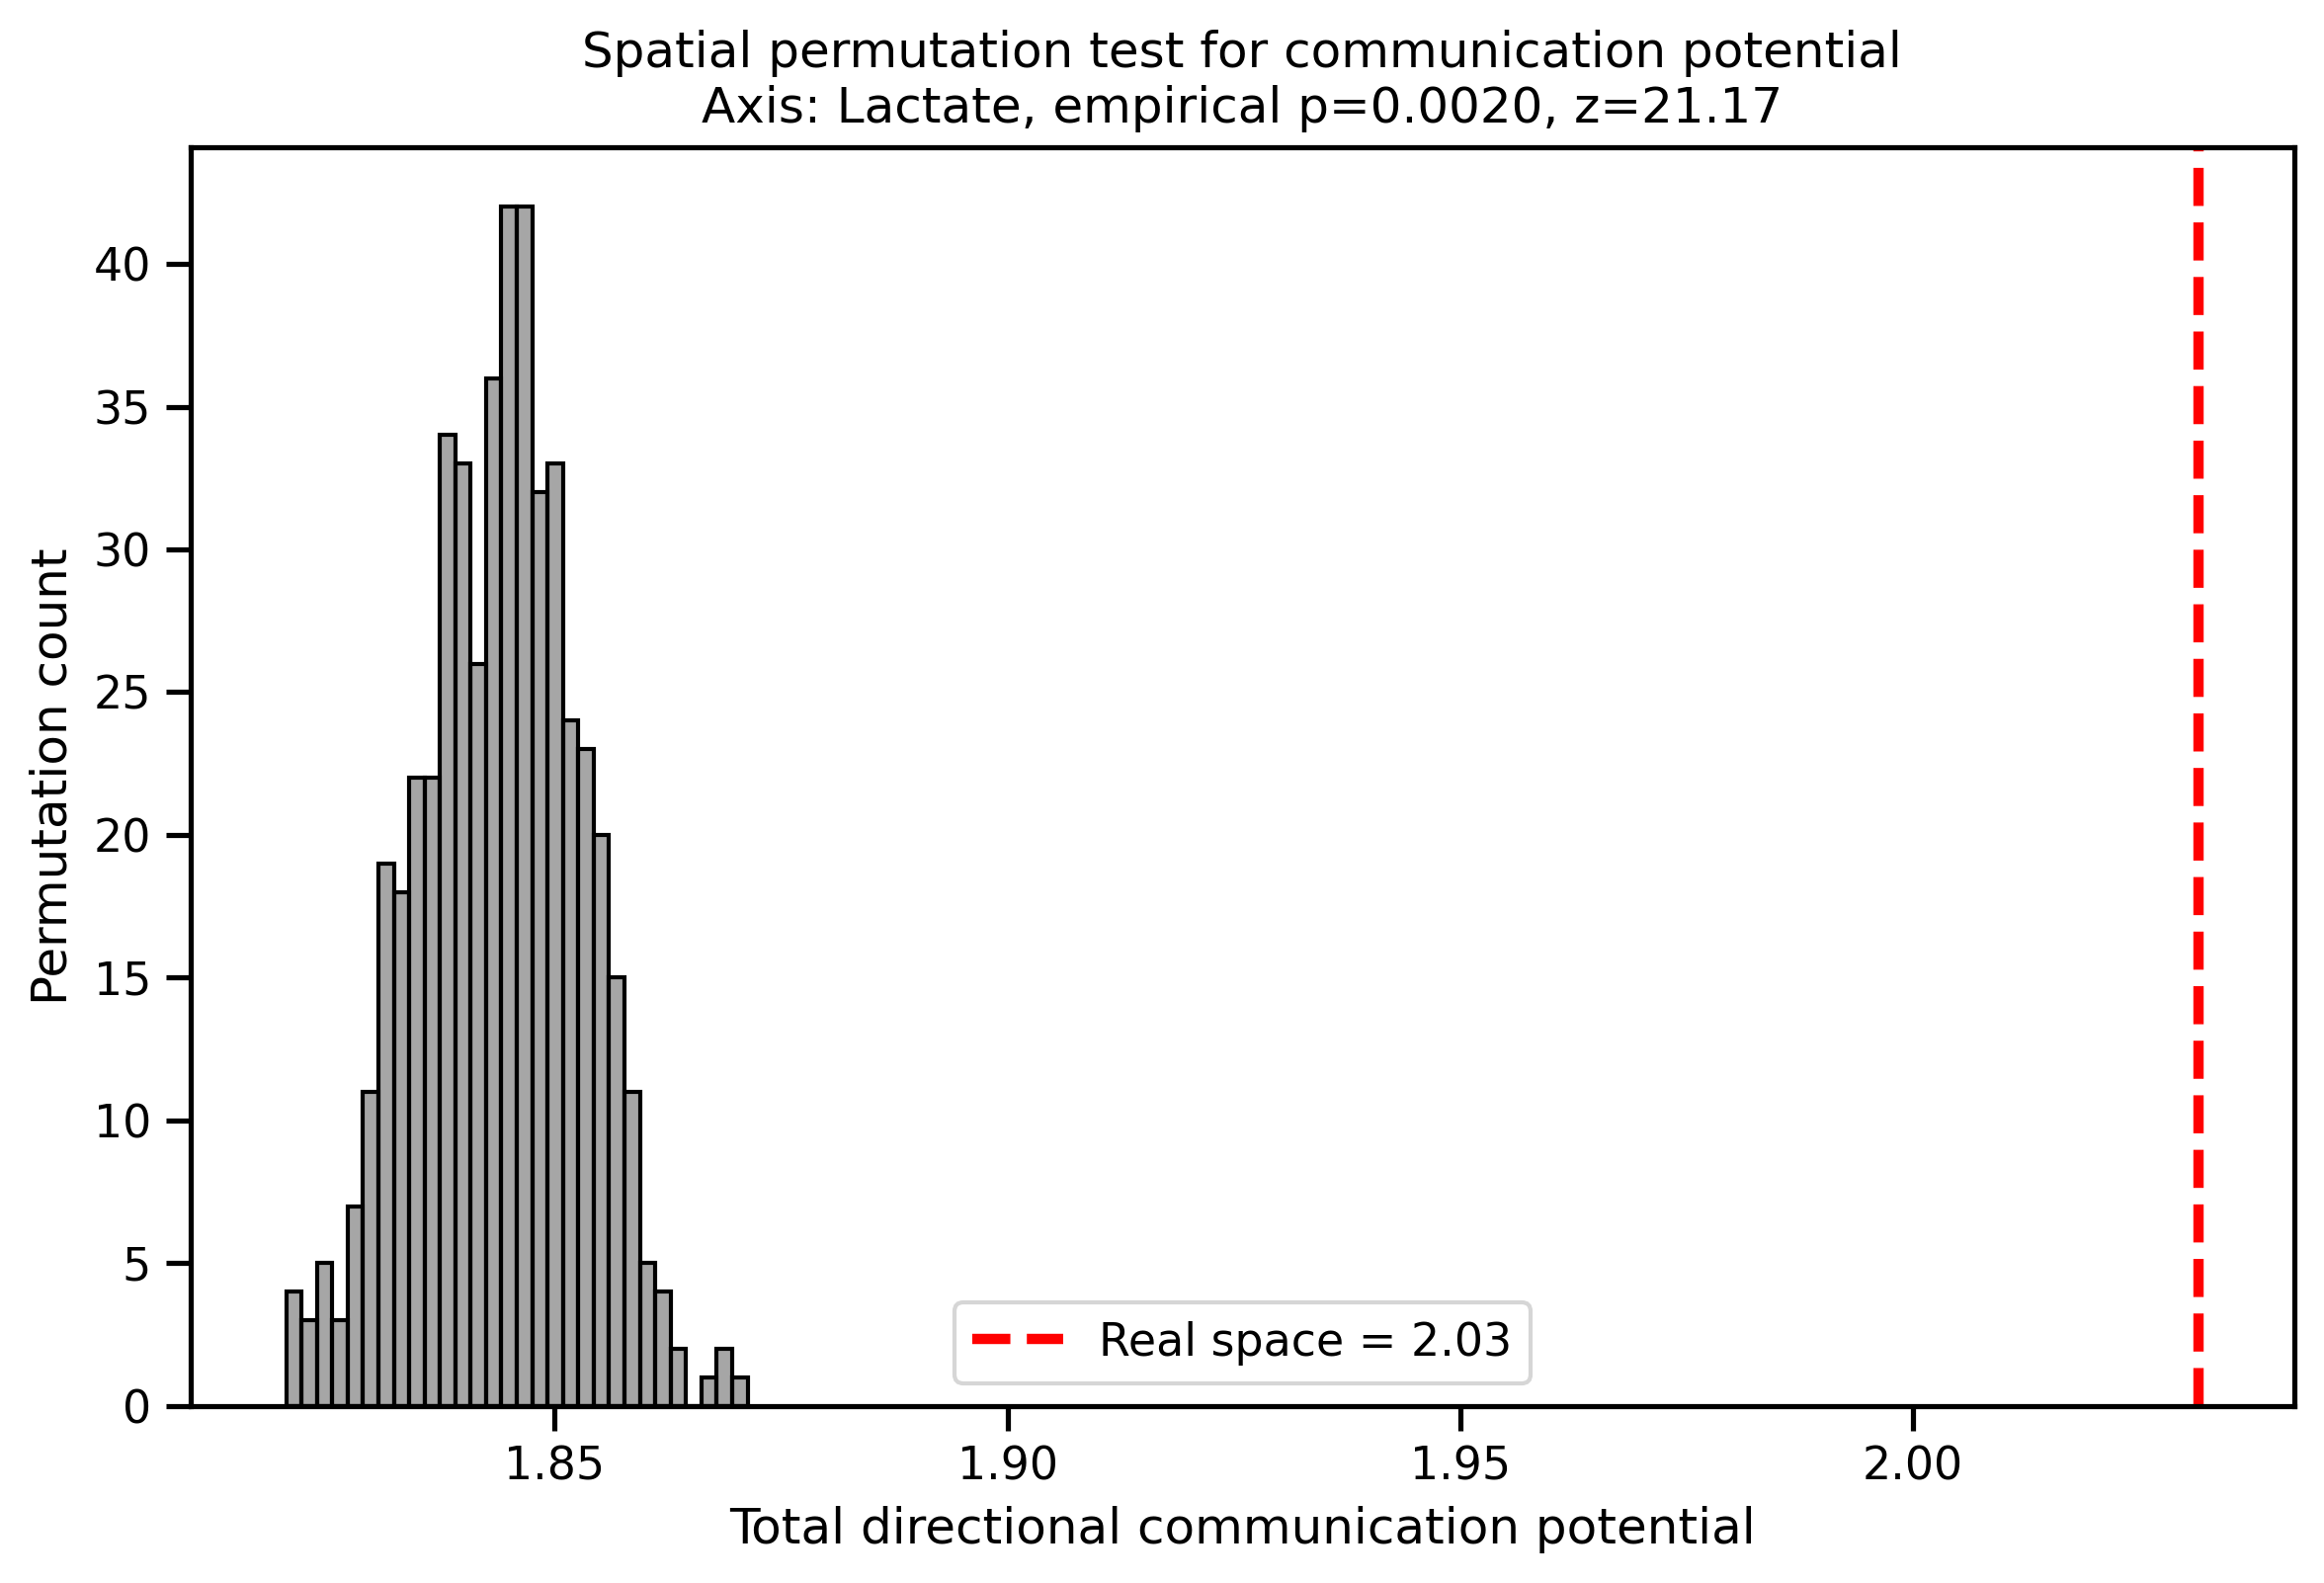 Spatial permutation test for communication potential
Axis: Lactate, empirical p=0.0020, z=21.17
Permutation count
40
35
30
25
20
15
10
5
0
Real space = 2.03
1.85
1.90
1.95
2.00
Total directional communication potential